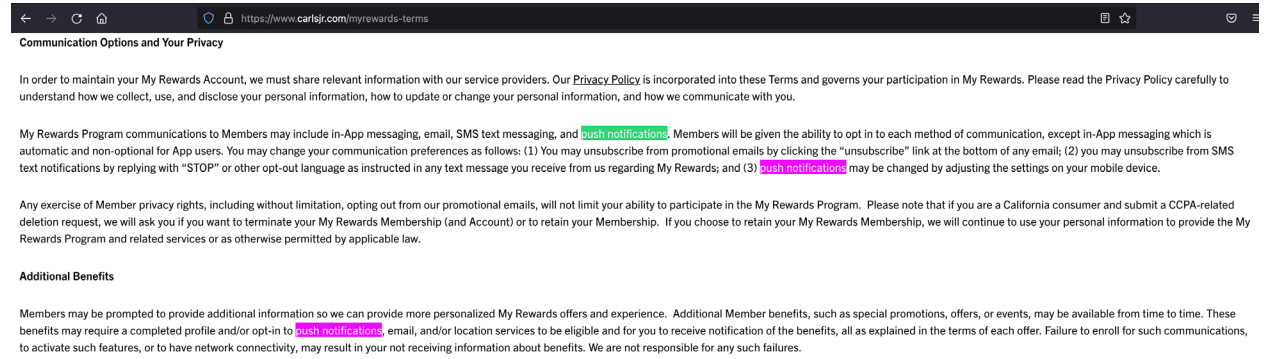 https://www.carlsjr.com/myrewards-terms
Communication Options and Your Privacy
In order to maintain your My Rewards Account, we must share relevant information with our service providers. Our Privacy Policy is incorporated into these Terms and governs your participation in My Rewards. Please read the Privacy Policy carefully to
understand how we collect, use, and disclose your personal information, how to update or change your personal information, and how we communicate with you.
My Rewards Program communications to Members may include in-App messaging, email, SMS text messaging, and push notifications. Members will be given the ability to opt in to each method of communication, except in-App messaging which is
automatic and non-optional for App users. You may change your communication preferences as follows: (1) You may unsubscribe from promotional emails by clicking the “unsubscribe” link at the bottom of any email; (2) you may unsubscribe from SMS
text notifications by replying with “STOP” or other opt-out language as instructed in any text message you receive from us regarding My Rewards; and (3) push notifications may be changed by adjusting the settings on your mobile device.
Any exercise of Member privacy rights, including without limitation, opting out from our promotional emails, will not limit your ability to participate in the My Rewards Program. Please note that if you are a California consumer and submit a CCPA-related
deletion request, we will ask you if you want to terminate your My Rewards Membership (and Account) or to retain your Membership. If you choose to retain your My Rewards Membership, we will continue to use your personal information to provide the My
Rewards Program and related services or as otherwise permitted by applicable law.
Additional Benefits
Members may be prompted to provide additional information so we can provide more personalized My Rewards offers and experience. Additional Member benefits, such as special promotions, offers, or events, may be available from time to time. These
benefits may require a completed profile and/or opt-in to push notifications, email, and/or location services to be eligible and for you to receive notification of the benefits, all as explained in the terms of each offer. Failure to enroll for such communications,
to activate such features, or to have network connectivity, may result in your not receiving information about benefits. We are not responsible for any such failures.